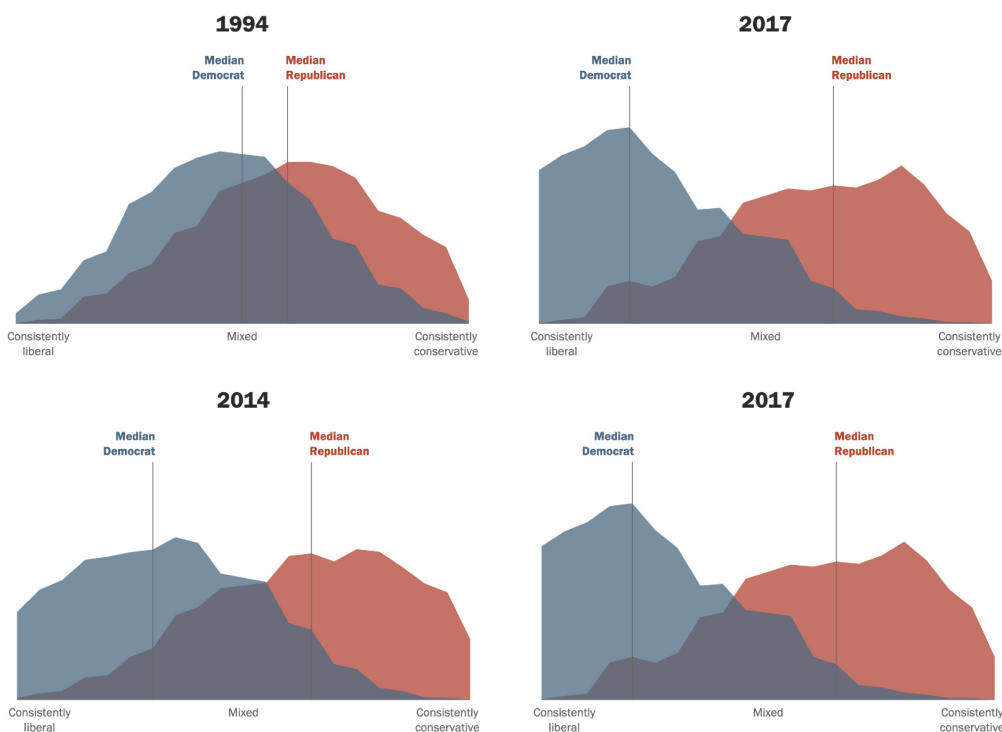 1994
Median
Democrat
Median
Republican
Consistently
liberal
Mixed
Consistently
conservative
2017
Median
Democrat
Median
Republican
Consistently
liberal
Mixed
Consistently
conservative
2014
Median
Democrat
Median
Republican
Consistently
liberal
Mixed
Consistently
conservative
2017
Median
Democrat
Median
Republican
Consistently
liberal
Mixed
Consistently
conservative